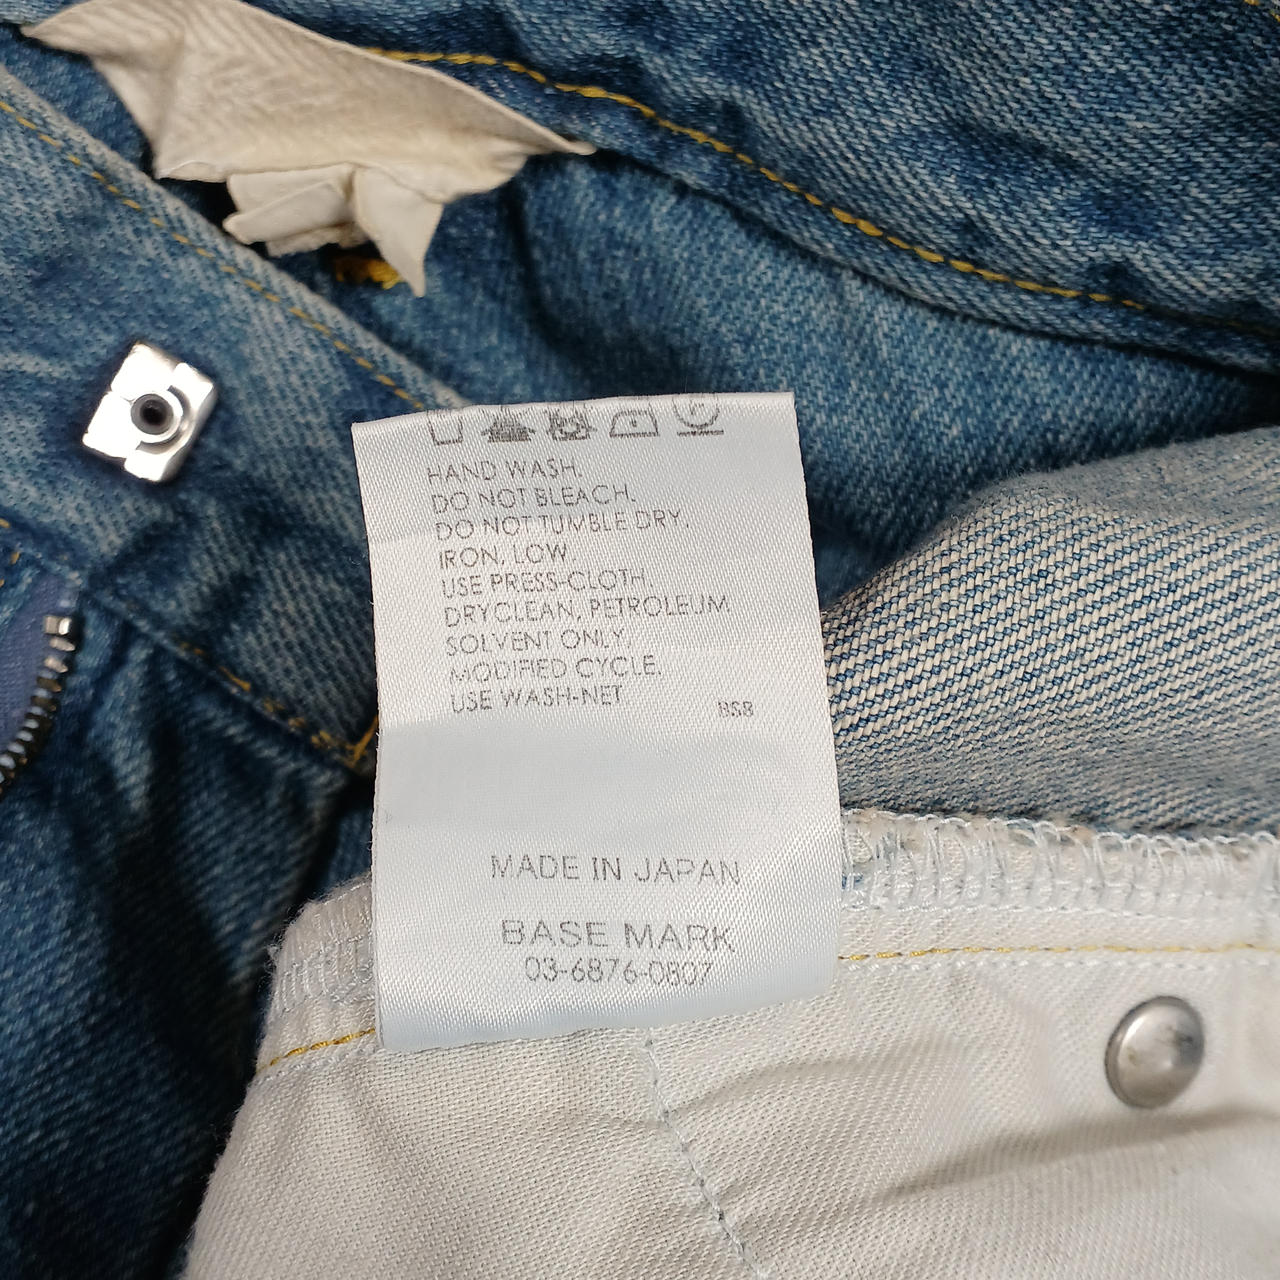 HAND WASH.
DO NOT BLEACH.
DO NOT TUMBLE DRY.
IRON, LOW.
USE PRESS-CLOTH.
DRYCLEAN, PETROLEUM
SOLVENT ONLY.
MODIFIED CYCLE.
USE WASH-NET
BSB
MADE IN JAPAN
BASE MARK
03-6876-0807